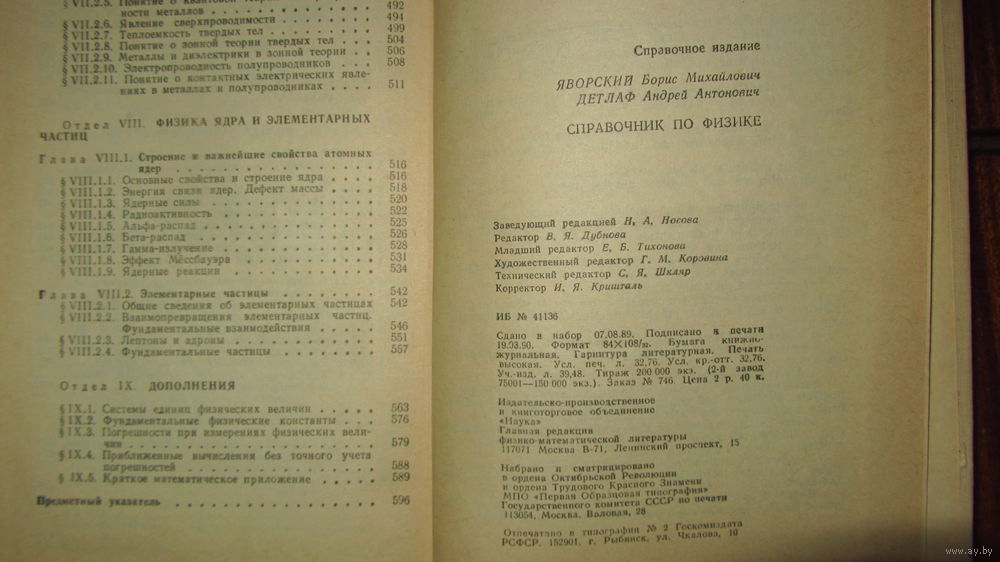 § VII.2.5. Понятие о квантовой
ности металлов . . . . . . . . . . . . 492
§ VII.2.6. Явление сверхпроводимости . . . . . . . 494
§ VII.2.7. Теплоемкость твердых тел . . . . . . . 499
§ VII.2.8. Понятие о зонной теории твердых тел . . . 504
§ VII.2.9. Металлы и диэлектрики в зонной теории . . 506
§ VII.2.10. Электропроводность полупроводников . . . 508
§ VII.2.11. Понятие о контактных электрических явле-
ниях в металлах и полупроводниках . . . . 511
Отдел VIII. ФИЗИКА ЯДРА И ЭЛЕМЕНТАРНЫХ
ЧАСТИЦ
Глава VIII.1. Строение и важнейшие свойства атомных
ядер . . . . . . . . . . . . . . . 516
§ VIII.1.1. Основные свойства и строение ядра . . . . 516
§ VIII.1.2. Энергия связи ядер. Дефект массы . . . . 518
§ VIII.1.3. Ядерные силы . . . . . . . . . . . 520
§ VIII.1.4. Радиоактивность . . . . . . . . . . 522
§ VIII.1.5. Альфа-распад . . . . . . . . . . . 525
§ VIII.1.6. Бета-распад . . . . . . . . . . . . 526
§ VIII.1.7. Гамма-излучение . . . . . . . . . . 528
§ VIII.1.8. Эффект Мёссбауэра . . . . . . . . . 531
§ VIII.1.9. Ядерные реакции . . . . . . . . . . 534
Глава VIII.2. Элементарные частицы . . . . . . . . 542
§ VIII.2.1. Общие сведения об элементарных частицах 542
§ VIII.2.2. Взаимопревращения элементарных частиц.
Фундаментальные взаимодействия . . . . . 546
§ VIII.2.3. Лептоны и адроны . . . . . . . . . . 551
§ VIII.2.4. Фундаментальные частицы . . . . . . . 557
Отдел IX. ДОПОЛНЕНИЯ
§ IX.1. Системы единиц физических величин . . . . . 563
§ IX.2. Фундаментальные физические константы . . . 576
§ IX.3. Погрешности при измерениях физических вели-
чин . . . . . . . . . . . . . . . . . 579
§ IX.4. Приближенные вычисления без точного учета
погрешностей . . . . . . . . . . . . . 588
§ IX.5. Краткое математическое приложение . . . . . 589
Предметный указатель . . . . . . . . . . . . . 596
Справочное издание
ЯВОРСКИЙ Борис Михайлович
ДЕТЛАФ Андрей Антонович
СПРАВОЧНИК ПО ФИЗИКЕ
Заведующий редакцией Н. А. Носова
Редактор В. Я. Дубнова
Младший редактор Е. Б. Тихонова
Художественный редактор Г. М. Коровина
Технический редактор С. Я. Шкляр
Корректор И. Я. Кришталь
ИБ № 41136
Сдано в набор 07.08.89. Подписано к печати
19.03.90. Формат 84×108/32. Бумага книжно-
журнальная. Гарнитура литературная. Печать
высокая. Усл. печ. л. 32,76. Усл. кр.-отт. 32,76.
Уч.-изд. л. 39,48. Тираж 200 000 экз. (2-й завод
75001—150 000 экз.). Заказ № 746. Цена 2 р. 40 к.
Издательско-производственное
и книготорговое объединение
«Наука»
Главная редакция
физико-математической литературы
117071 Москва В-71, Ленинский проспект, 15
Набрано и сматрицировано
в ордена Октябрьской Революции
и ордена Трудового Красного Знамени
МПО «Первая Образцовая типография»
Государственного комитета СССР по печати
113054, Москва, Валовая, 28
Отпечатано в типографии № 2 Госкомиздата
РСФСР. 152901, г. Рыбинск, ул. Чкалова, 10
www.ay.by